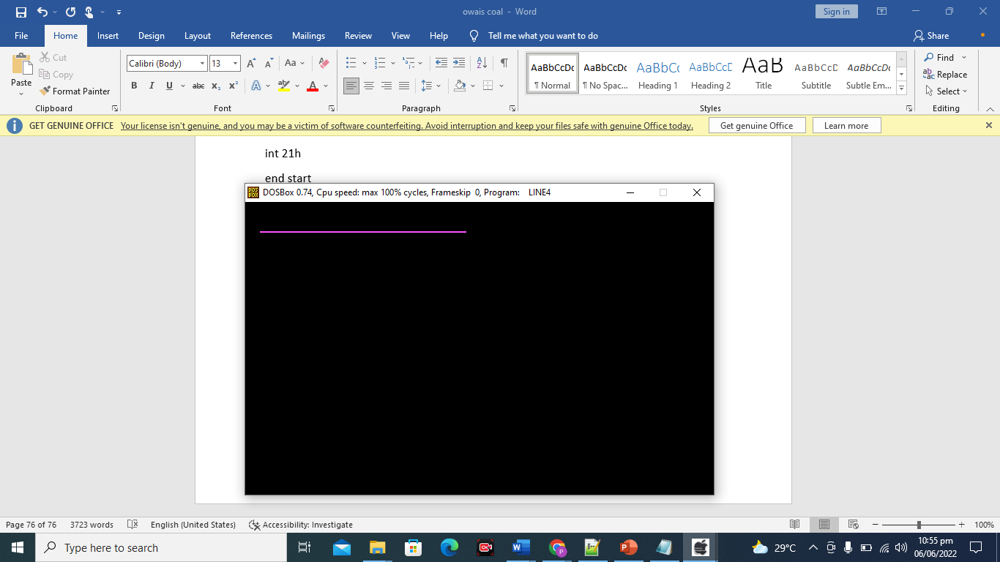 owais coal - Word
Sign in
File Home Insert Design Layout References Mailings Review View Help Tell me what you want to do Share
Paste
Cut
Copy
Format Painter
Clipboard
Calibri (Body) 13
Font
Paragraph
AaBbCcDc ¶ Normal
AaBbCcDc ¶ No Spac...
AaBbCc Heading 1
AaBbCcD Heading 2
AaB Title
AaBbCcD Subtitle
AaBbCcDc Subtle Em...
Styles
Find
Replace
Select
Editing
GET GENUINE OFFICE Your license isn't genuine, and you may be a victim of software counterfeiting. Avoid interruption and keep your files safe with genuine Office today. Get genuine Office Learn more
int 21h
end start
DOSBox 0.74, Cpu speed: max 100% cycles, Frameskip 0, Program: LINE4
Page 76 of 76 3723 words English (United States) Accessibility: Investigate 100%
Type here to search
29°C
10:55 pm
06/06/2022